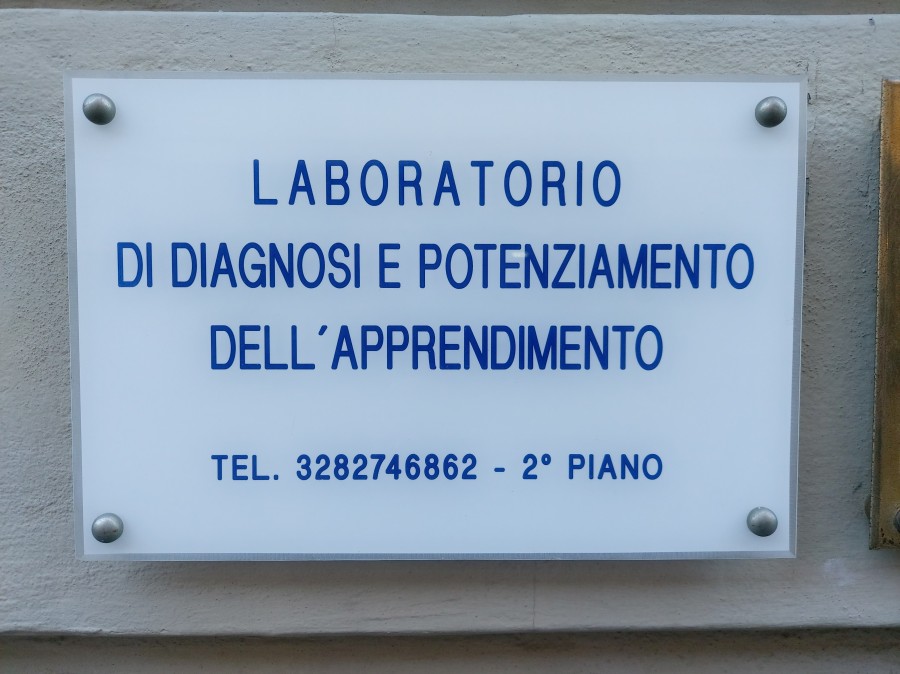 LABORATORIO
DI DIAGNOSI E POTENZIAMENTO
DELL´APPRENDIMENTO
TEL. 3282746862 - 2° PIANO